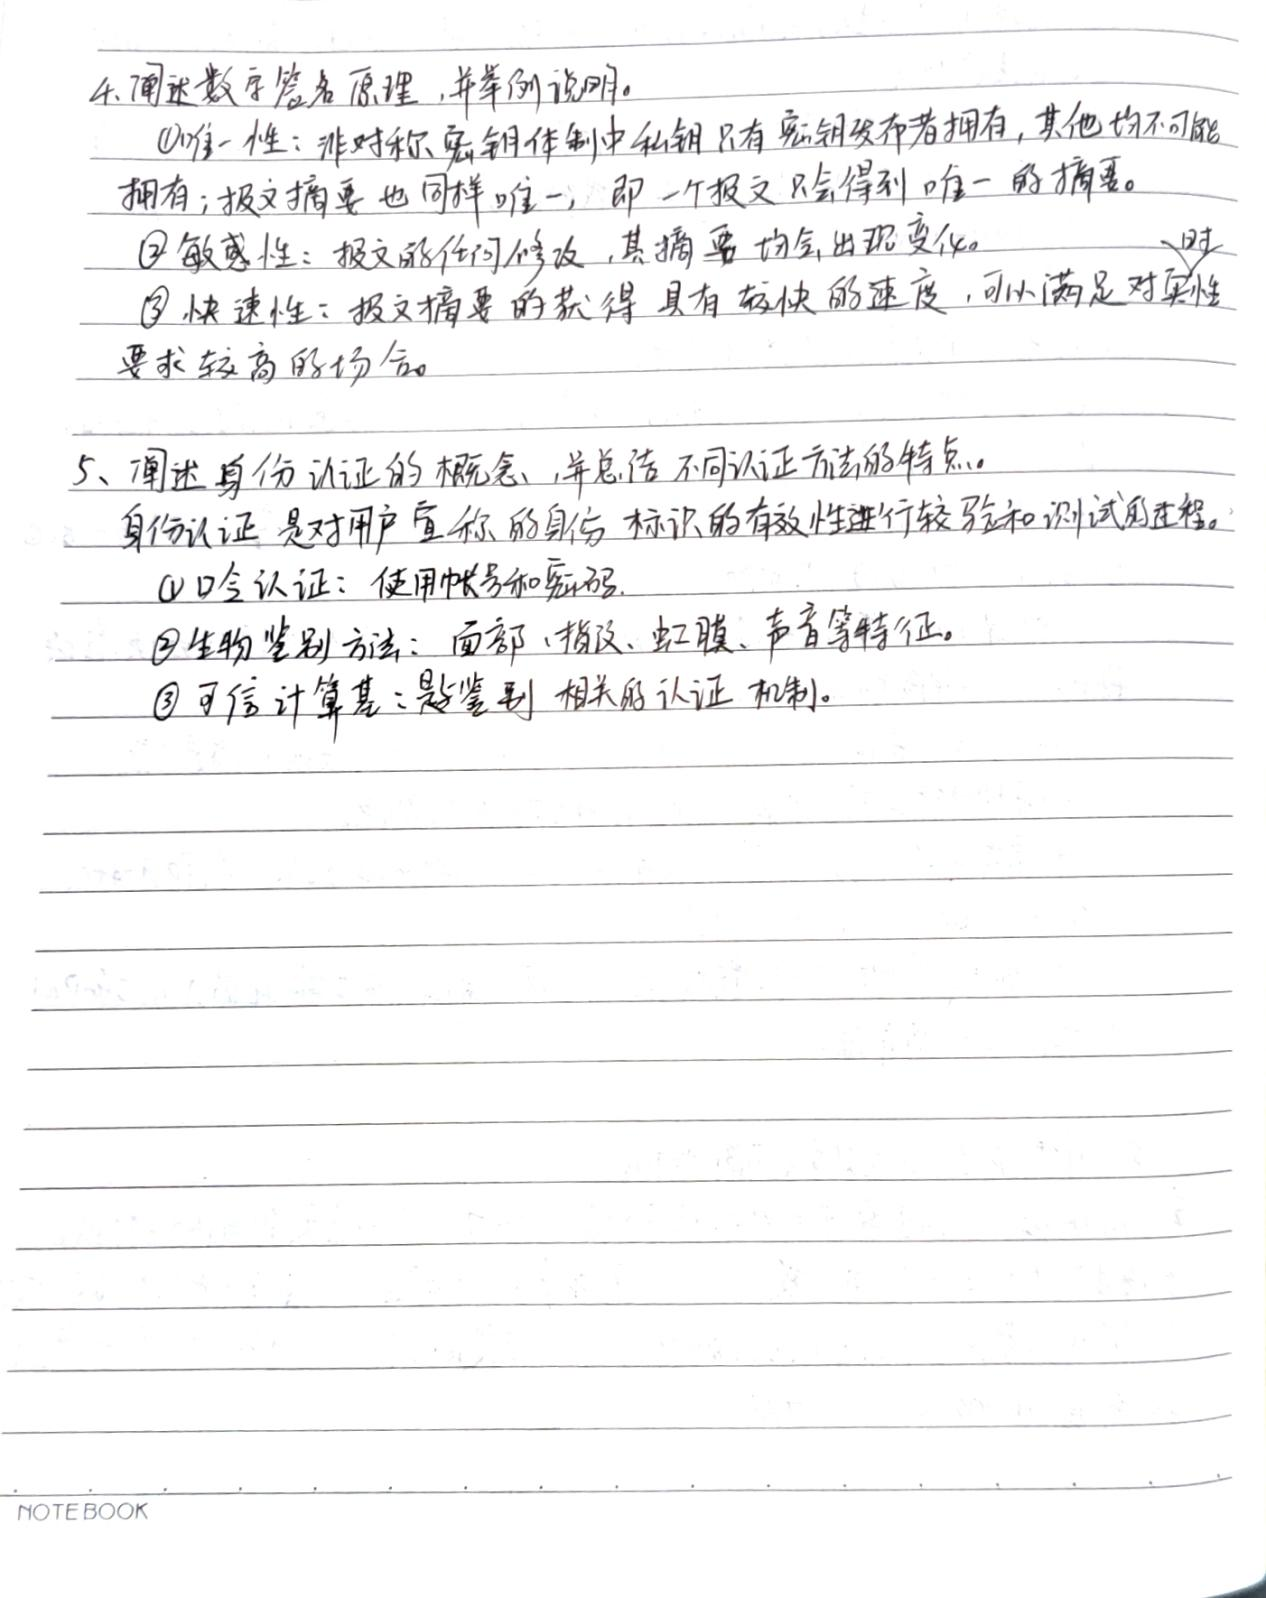 4、阐述数字签名原理,并举例说明。
①唯一性:非对称密钥体制中私钥只有密钥发布者拥有,其他均不可能
拥有;报文摘要也同样唯一,即一个报文只会得到唯一的摘要。
②敏感性:报文的任何修改,其摘要均会出现变化。
③快速性:报文摘要的获得具有较快的速度,可以满足对实时性
要求较高的场合。
5、阐述身份认证的概念,并总结不同认证方法的特点。
身份认证是对用户宣称的身份标识的有效性进行较验和测试的过程。
①口令认证:使用帐号和密码.
②生物鉴别方法:面部、指纹、虹膜、声音等特征。
③可信计算基:是鉴别相关的认证机制。
NOTEBOOK